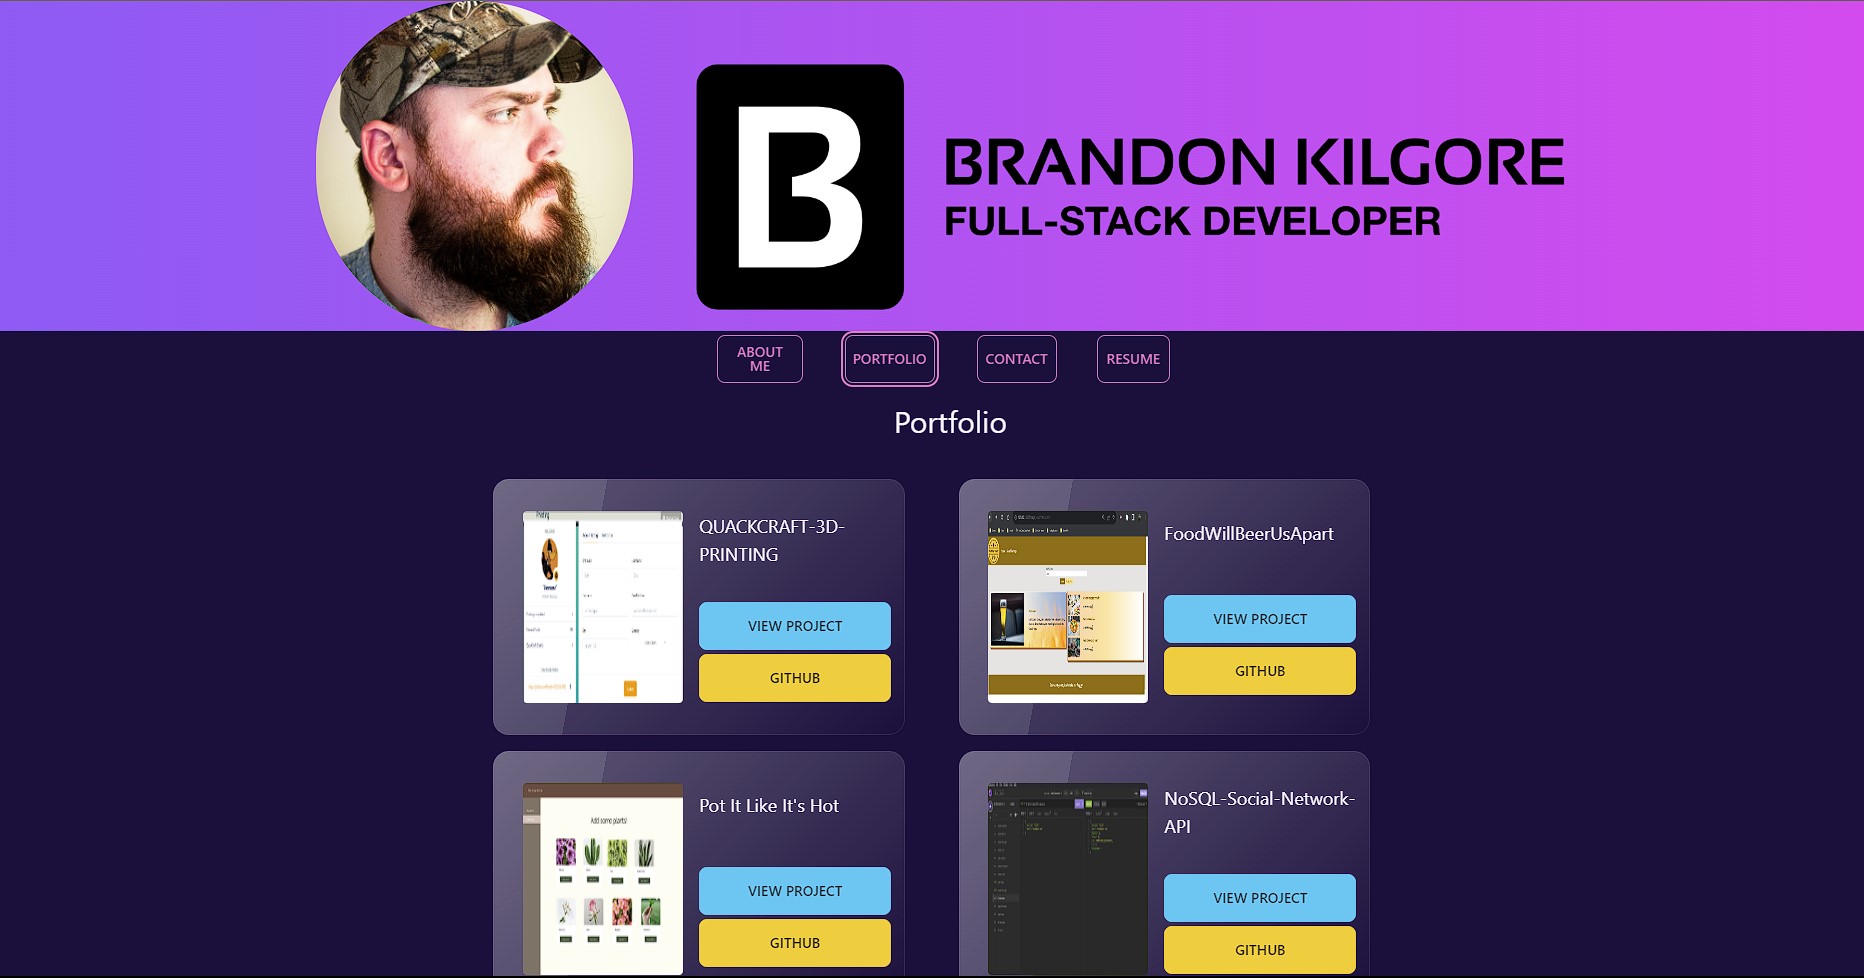 B
BRANDON KILGORE
FULL-STACK DEVELOPER
ABOUT
ME
PORTFOLIO
CONTACT
RESUME
Portfolio
QUACKCRAFT-3D-
PRINTING
VIEW PROJECT
GITHUB
FoodWillBeerUsApart
VIEW PROJECT
GITHUB
Pot It Like It's Hot
Add some plants!
VIEW PROJECT
GITHUB
NoSQL-Social-Network-
API
VIEW PROJECT
GITHUB